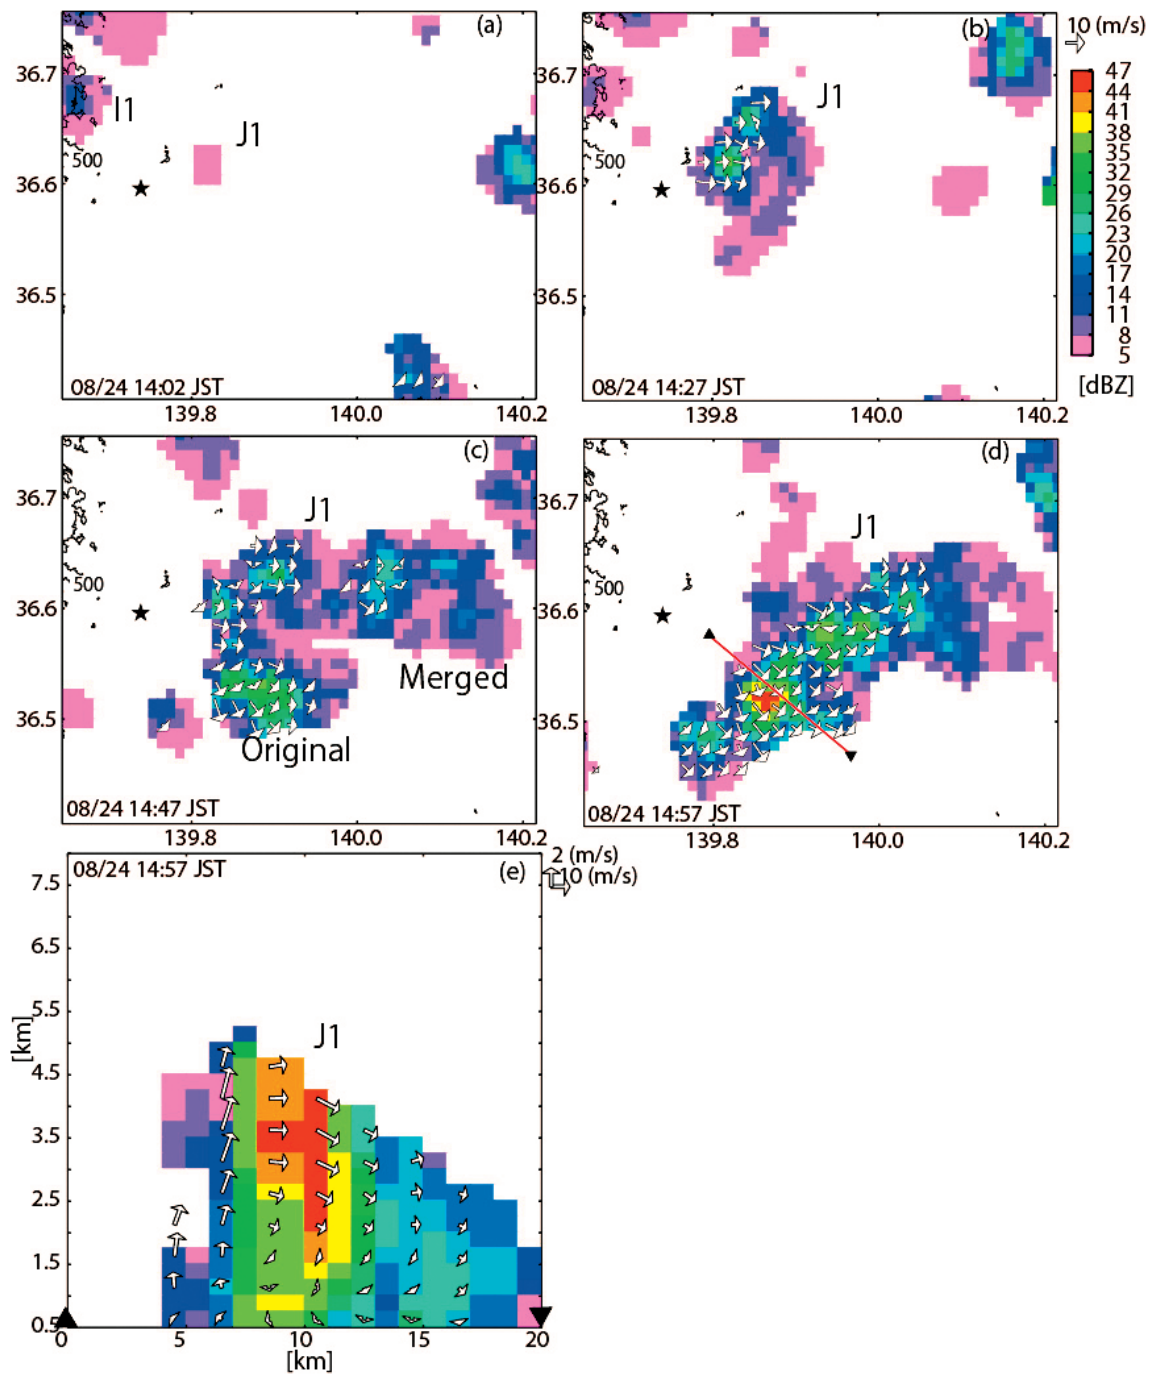 (a)
36.7
I1
J1
500
36.6
36.5
08/24 14:02 JST
139.8
140.0
140.2
(b)
10 (m/s)
36.7
J1
500
36.6
36.5
08/24 14:27 JST
139.8
140.0
140.2
47
44
41
38
35
32
29
26
23
20
17
14
11
8
5
[dBZ]
(c)
36.7
J1
500
36.6
Merged
36.5
Original
08/24 14:47 JST
139.8
140.0
140.2
(d)
36.7
J1
500
36.6
36.5
08/24 14:57 JST
139.8
140.0
140.2
08/24 14:57 JST
(e)
2 (m/s)
10 (m/s)
7.5
6.5
5.5
J1
[km]
4.5
3.5
2.5
1.5
0.5
0
5
10
15
20
[km]